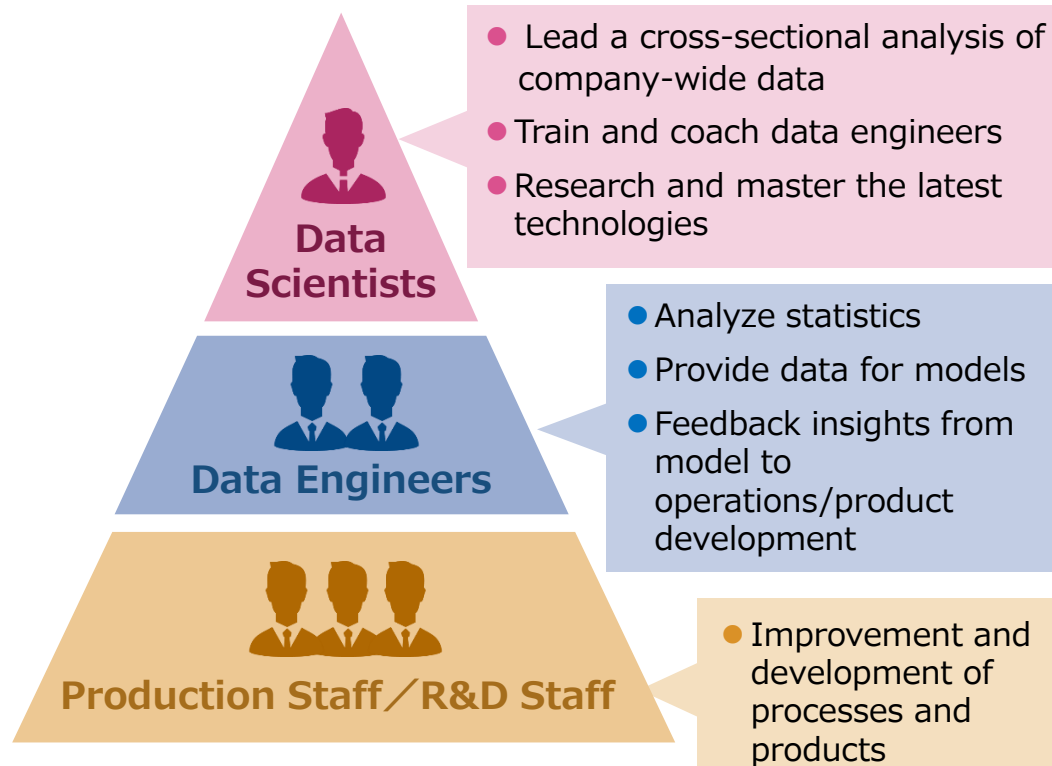 Lead a cross-sectional analysis of
company-wide data
Train and coach data engineers
Research and master the latest
technologies
Data
Scientists
Analyze statistics
Provide data for models
Feedback insights from
model to
operations/product
development
Data Engineers
Improvement and
development of
processes and
products
Production Staff／R&D Staff